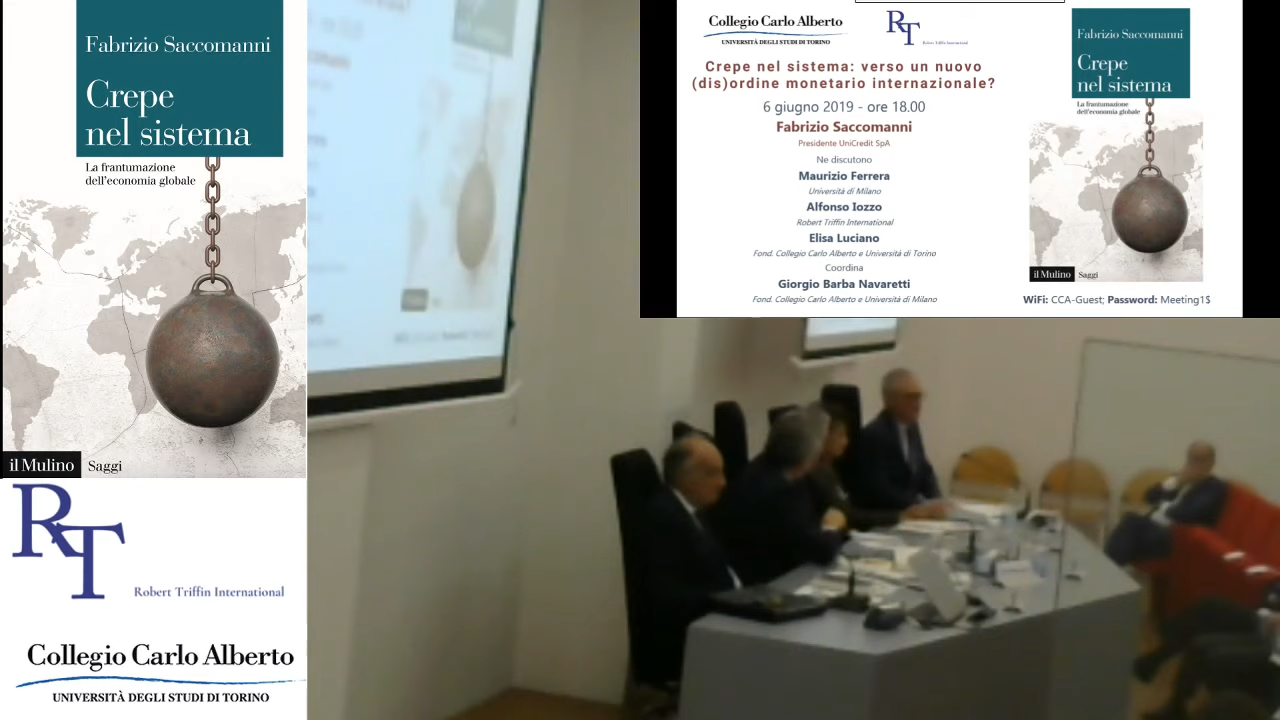 Fabrizio Saccomanni
Crepe
nel sistema
La frantumazione
dell'economia globale
il Mulino Saggi
RT
Robert Triffin International
Collegio Carlo Alberto
UNIVERSITÀ DEGLI STUDI DI TORINO
Collegio Carlo Alberto
UNIVERSITÀ DEGLI STUDI DI TORINO
RT
Robert Triffin International
Crepe nel sistema: verso un nuovo
(dis)ordine monetario internazionale?
6 giugno 2019 - ore 18.00
Fabrizio Saccomanni
Presidente UniCredit SpA
Ne discutono
Maurizio Ferrera
Università di Milano
Alfonso Iozzo
Robert Triffin International
Elisa Luciano
Fond. Collegio Carlo Alberto e Università di Torino
Coordina
Giorgio Barba Navaretti
Fond. Collegio Carlo Alberto e Università di Milano
Fabrizio Saccomanni
Crepe
nel sistema
La frantumazione
dell'economia globale
il Mulino Saggi
WiFi: CCA-Guest; Password: Meeting1$